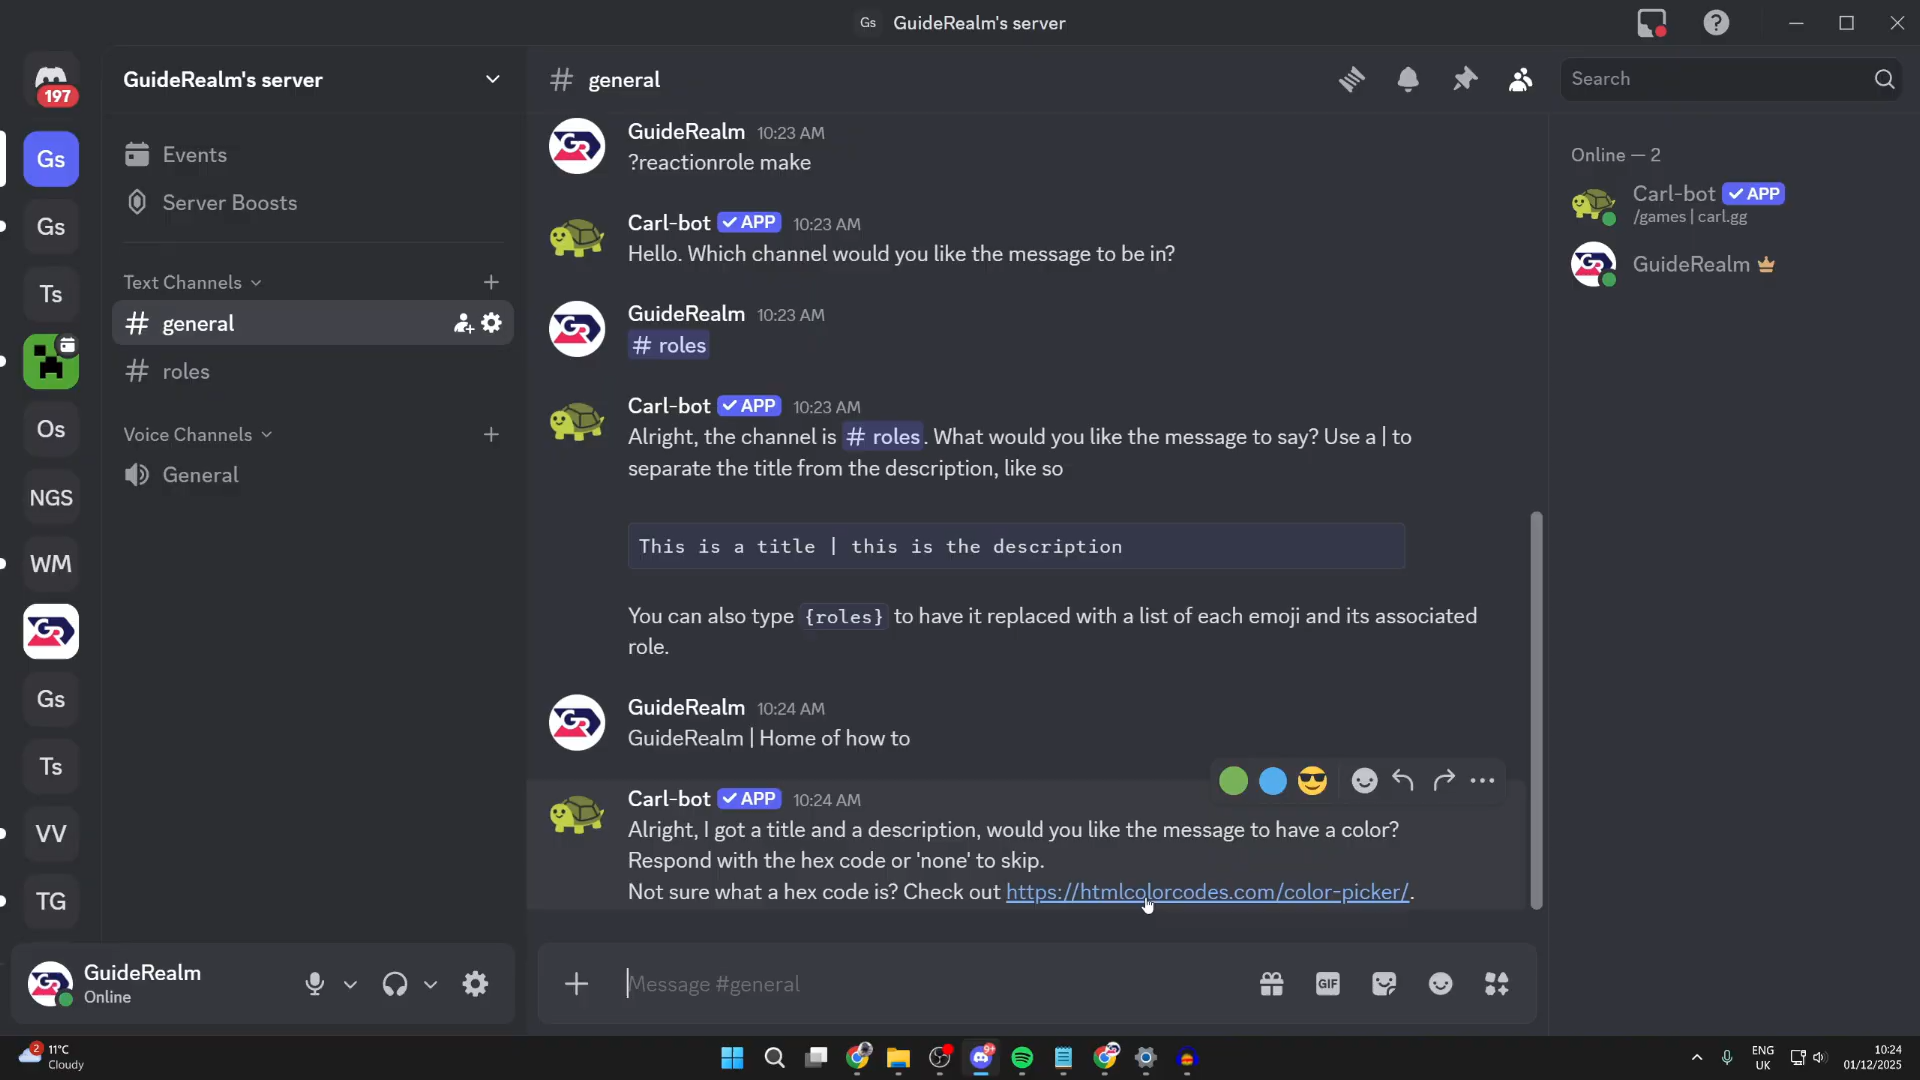 Gs GuideRealm's server
197
Gs
Gs
Ts
Os
NGS
WM
GR
Gs
Ts
VV
TG
GuideRealm's server
Events
Server Boosts
Text Channels
general
roles
Voice Channels
General
GuideRealm
Online
# general
GuideRealm 10:23 AM
?reactionrole make
Carl-bot APP 10:23 AM
Hello. Which channel would you like the message to be in?
GuideRealm 10:23 AM
# roles
Carl-bot APP 10:23 AM
Alright, the channel is # roles. What would you like the message to say? Use a | to
separate the title from the description, like so
This is a title | this is the description
You can also type {roles} to have it replaced with a list of each emoji and its associated
role.
GuideRealm 10:24 AM
GuideRealm | Home of how to
Carl-bot APP 10:24 AM
Alright, I got a title and a description, would you like the message to have a color?
Respond with the hex code or 'none' to skip.
Not sure what a hex code is? Check out https://htmlcolorcodes.com/color-picker/.
Message #general
GIF
Search
Online — 2
Carl-bot APP
/games | carl.gg
GuideRealm
2
11°C
Cloudy
9+
ENG
UK
10:24
01/12/2025